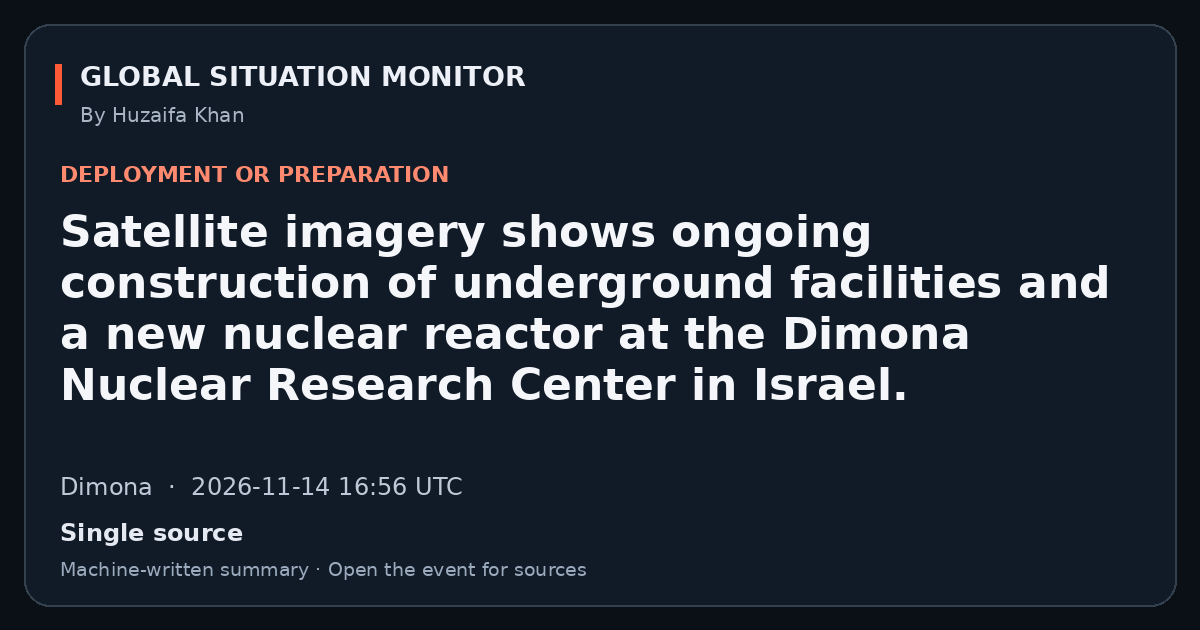 GLOBAL SITUATION MONITOR
By Huzaifa Khan
DEPLOYMENT OR PREPARATION
Satellite imagery shows ongoing
construction of underground facilities and
a new nuclear reactor at the Dimona
Nuclear Research Center in Israel.
Dimona · 2026-11-14 16:56 UTC
Single source
Machine-written summary · Open the event for sources